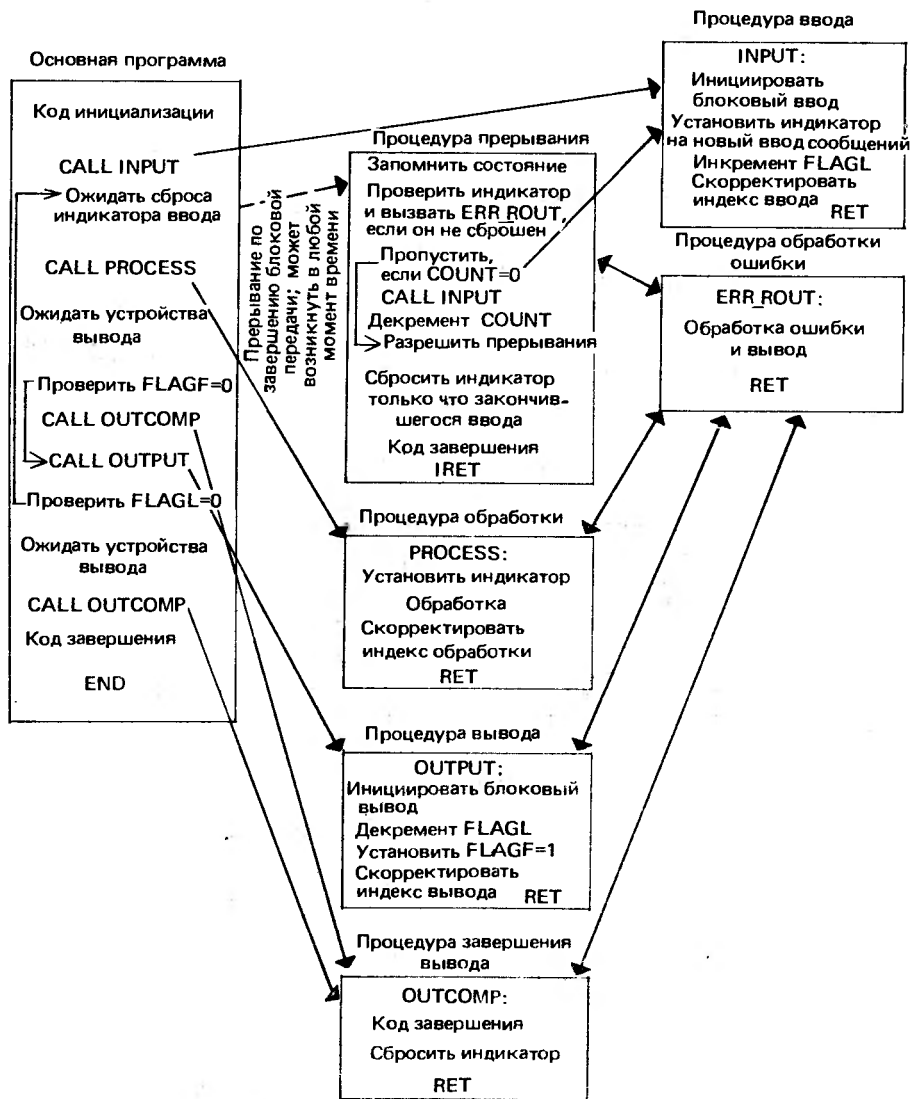 Основная программа
Код инициализации
CALL INPUT
Ожидать сброса
индикатора ввода
CALL PROCESS
Ожидать устройства
вывода
Проверить FLAGF=0
CALL OUTCOMP
CALL OUTPUT
Проверить FLAGL=0
Ожидать устройства
вывода
CALL OUTCOMP
Код завершения
END
Прерывание по
завершению блоковой
передачи; может
возникнуть в любой
момент времени
Процедура прерывания
Запомнить состояние
Проверить индикатор
и вызвать ERR_ROUT,
если он не сброшен
Пропустить,
если COUNT=0
CALL INPUT
Декремент COUNT
Разрешить прерывания
Сбросить индикатор
только что закончив-
шегося ввода
Код завершения
IRET
Процедура ввода
INPUT:
Инициировать
блоковый ввод
Установить индикатор
на новый ввод сообщений
Инкремент FLAGL
Скорректировать
индекс ввода
RET
Процедура обработки
ошибки
ERR_ROUT:
Обработка ошибки
и вывод
RET
Процедура обработки
PROCESS:
Установить индикатор
Обработка
Скорректировать
индекс обработки
RET
Процедура вывода
OUTPUT:
Инициировать блоковый
вывод
Декремент FLAGL
Установить FLAGF=1
Скорректировать
индекс вывода RET
Процедура завершения
вывода
OUTCOMP:
Код завершения
Сбросить индикатор
RET